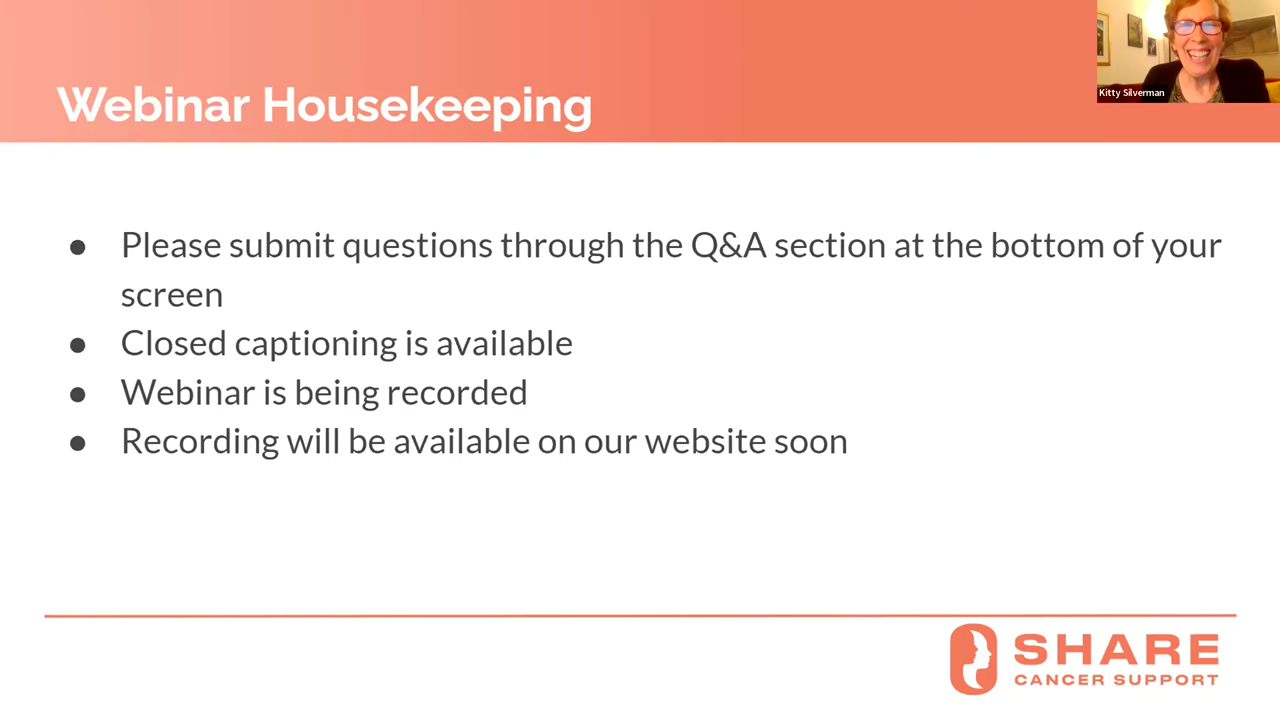 Webinar Housekeeping
Kitty Silverman
● Please submit questions through the Q&A section at the bottom of your
screen
● Closed captioning is available
● Webinar is being recorded
● Recording will be available on our website soon
SHARE
CANCER SUPPORT